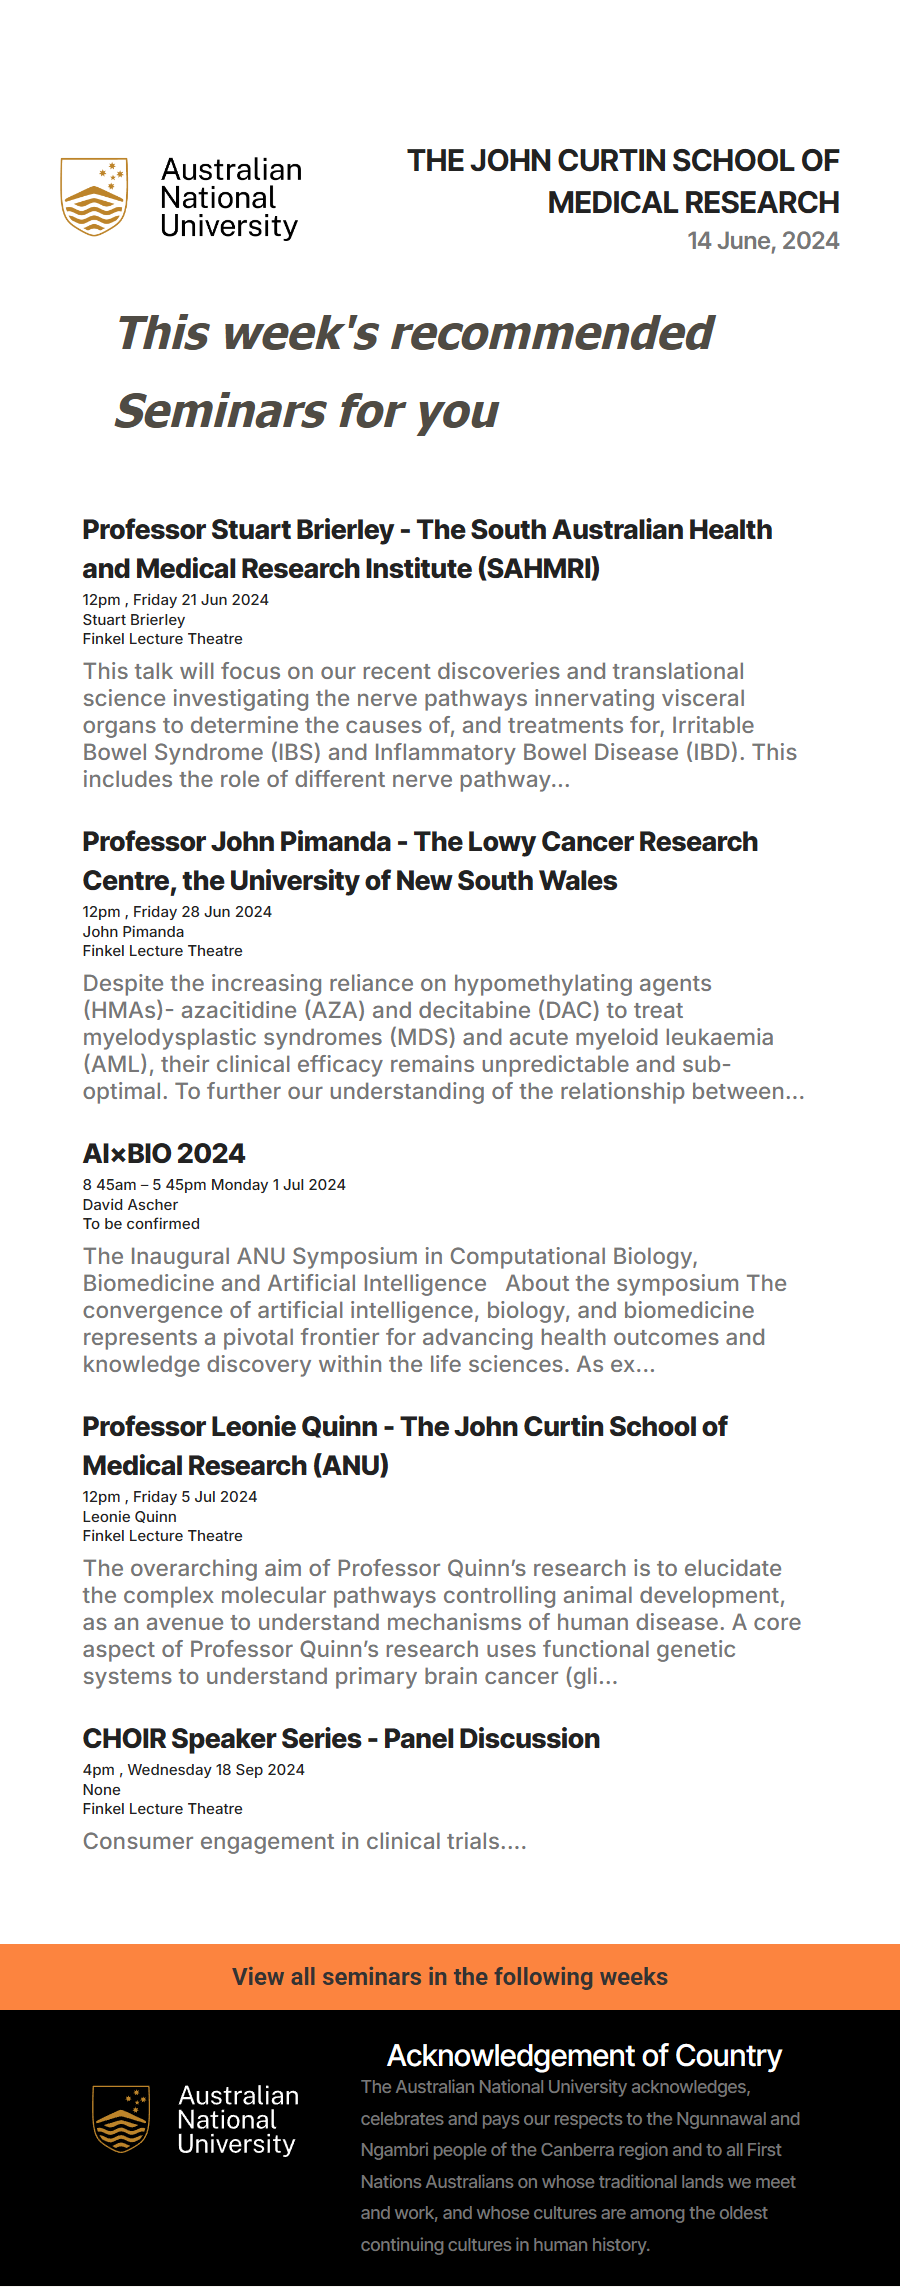 Australian
National
University
THE JOHN CURTIN SCHOOL OF
MEDICAL RESEARCH
14 June, 2024
This week's recommended
Seminars for you
Professor Stuart Brierley - The South Australian Health
and Medical Research Institute (SAHMRI)
12pm , Friday 21 Jun 2024
Stuart Brierley
Finkel Lecture Theatre
This talk will focus on our recent discoveries and translational
science investigating the nerve pathways innervating visceral
organs to determine the causes of, and treatments for, Irritable
Bowel Syndrome (IBS) and Inflammatory Bowel Disease (IBD). This
includes the role of different nerve pathway...
Professor John Pimanda - The Lowy Cancer Research
Centre, the University of New South Wales
12pm , Friday 28 Jun 2024
John Pimanda
Finkel Lecture Theatre
Despite the increasing reliance on hypomethylating agents
(HMAs)- azacitidine (AZA) and decitabine (DAC) to treat
myelodysplastic syndromes (MDS) and acute myeloid leukaemia
(AML), their clinical efficacy remains unpredictable and sub-
optimal. To further our understanding of the relationship between...
AI×BIO 2024
8 45am – 5 45pm Monday 1 Jul 2024
David Ascher
To be confirmed
The Inaugural ANU Symposium in Computational Biology,
Biomedicine and Artificial Intelligence   About the symposium The
convergence of artificial intelligence, biology, and biomedicine
represents a pivotal frontier for advancing health outcomes and
knowledge discovery within the life sciences. As ex...
Professor Leonie Quinn - The John Curtin School of
Medical Research (ANU)
12pm , Friday 5 Jul 2024
Leonie Quinn
Finkel Lecture Theatre
The overarching aim of Professor Quinn’s research is to elucidate
the complex molecular pathways controlling animal development,
as an avenue to understand mechanisms of human disease. A core
aspect of Professor Quinn’s research uses functional genetic
systems to understand primary brain cancer (gli...
CHOIR Speaker Series - Panel Discussion
4pm , Wednesday 18 Sep 2024
None
Finkel Lecture Theatre
Consumer engagement in clinical trials....
View all seminars in the following weeks
Australian
National
University
Acknowledgement of Country
The Australian National University acknowledges,
celebrates and pays our respects to the Ngunnawal and
Ngambri people of the Canberra region and to all First
Nations Australians on whose traditional lands we meet
and work, and whose cultures are among the oldest
continuing cultures in human history.